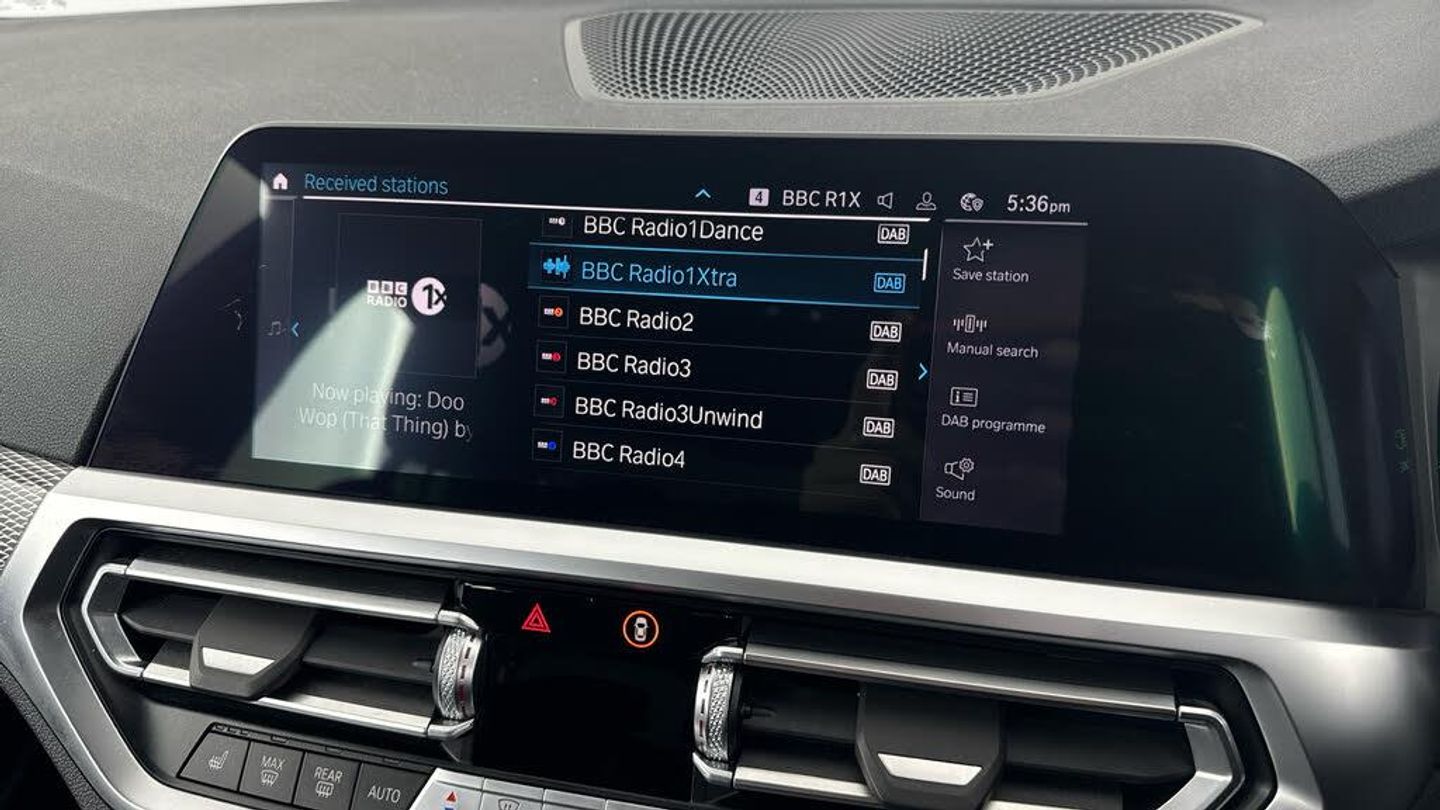 Received stations
4 BBC R1X
5:36pm
BBC RADIO 1X
Now playing: Doo
Wop (That Thing) by
BBC Radio1Dance DAB
BBC Radio1Xtra DAB
BBC Radio2 DAB
BBC Radio3 DAB
BBC Radio3Unwind DAB
BBC Radio4 DAB
Save station
Manual search
DAB programme
Sound
MAX
REAR
AUTO